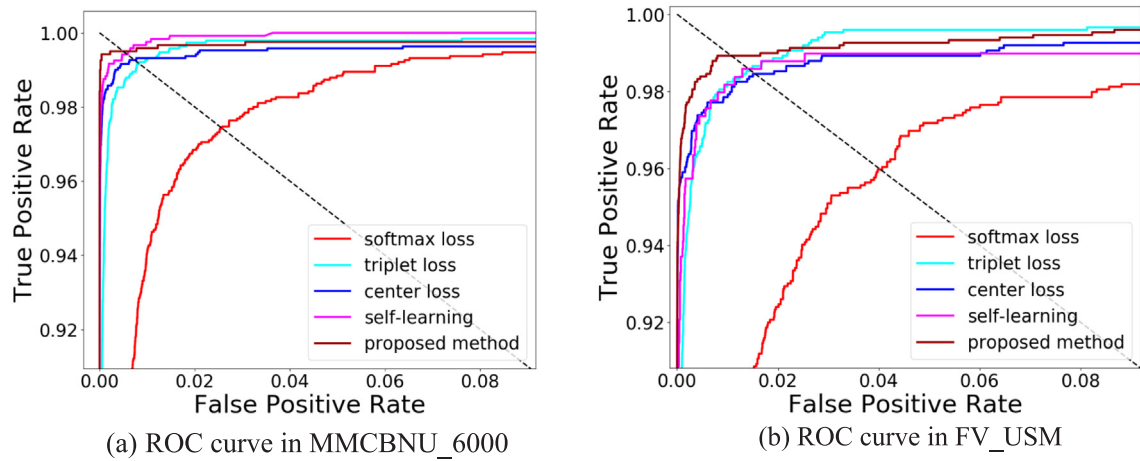 1.00
0.98
0.96
0.94
0.92
True Positive Rate
0.00 0.02 0.04 0.06 0.08
False Positive Rate
softmax loss
triplet loss
center loss
self-learning
proposed method
(a) ROC curve in MMCBNU_6000
1.00
0.98
0.96
0.94
0.92
True Positive Rate
0.00 0.02 0.04 0.06 0.08
False Positive Rate
softmax loss
triplet loss
center loss
self-learning
proposed method
(b) ROC curve in FV_USM